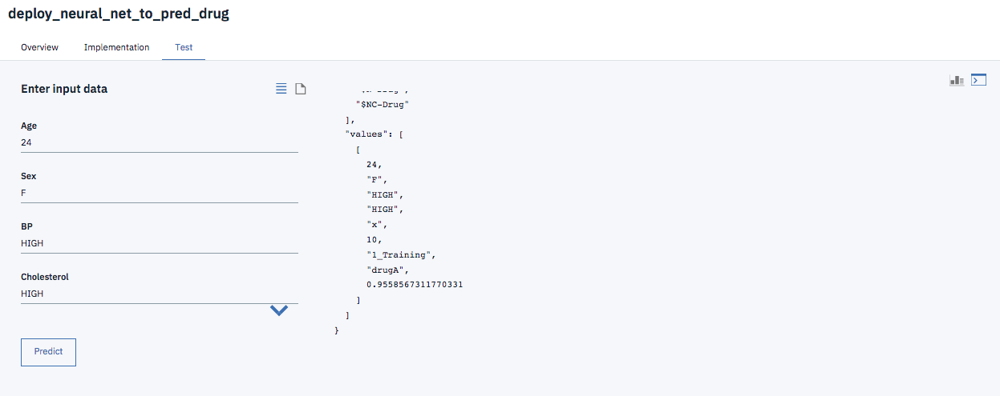 deploy_neural_net_to_pred_drug
Overview Implementation Test
Enter input data
Age
24
Sex
F
BP
HIGH
Cholesterol
HIGH
Predict
"$NC-Drug"
],
"values": [
[
24,
"F",
"HIGH",
"HIGH",
"x",
10,
"1_Training",
"drugA",
0.9558567311770331
]
]
}